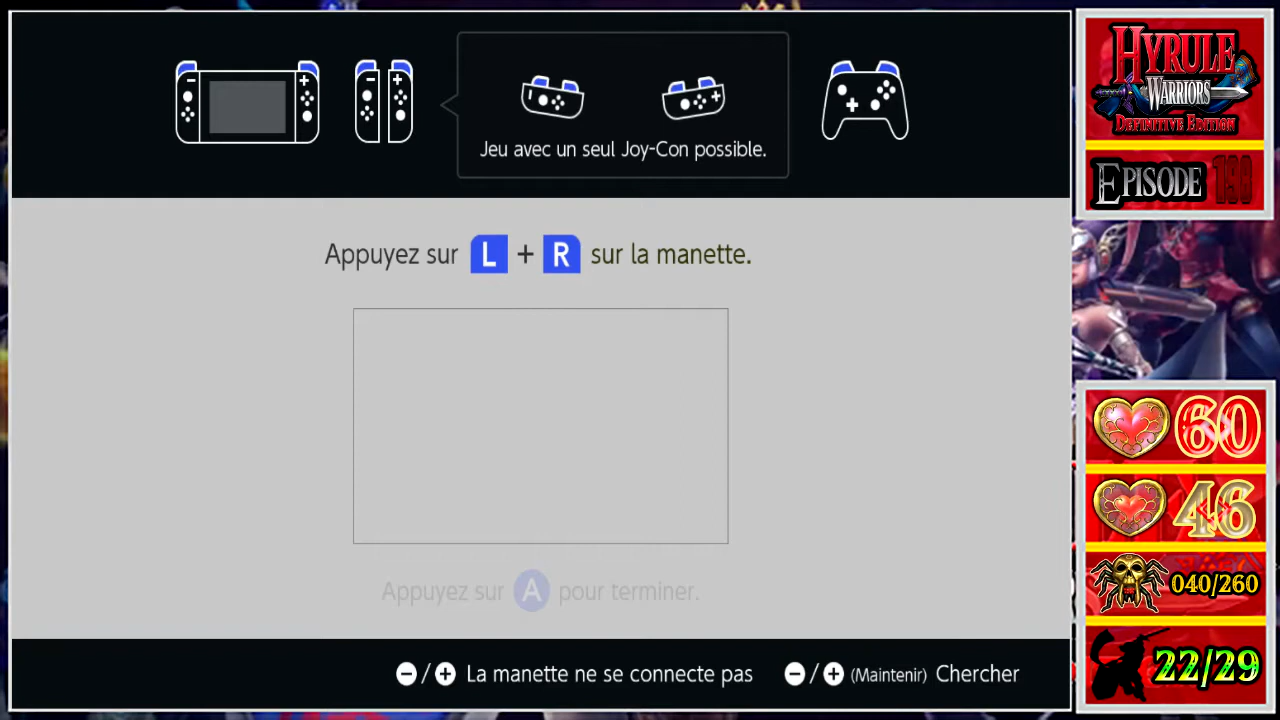 Jeu avec un seul Joy-Con possible.
Appuyez sur L + R sur la manette.
Appuyez sur A pour terminer.
−/+ La manette ne se connecte pas −/+ (Maintenir) Chercher
HYRULE
WARRIORS
DEFINITIVE EDITION
EPISODE
60
46
040/260
22/29